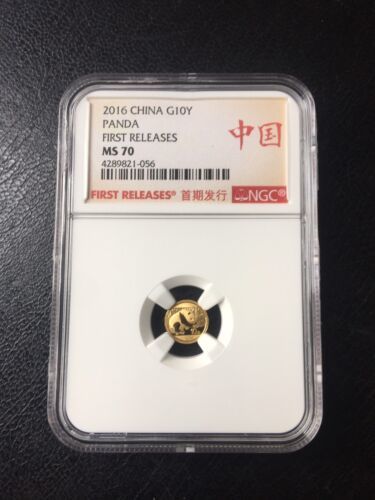 2016 CHINA G10Y
PANDA
FIRST RELEASES
MS 70
4289821-056
中国
FIRST RELEASES® 首期发行 NGC®